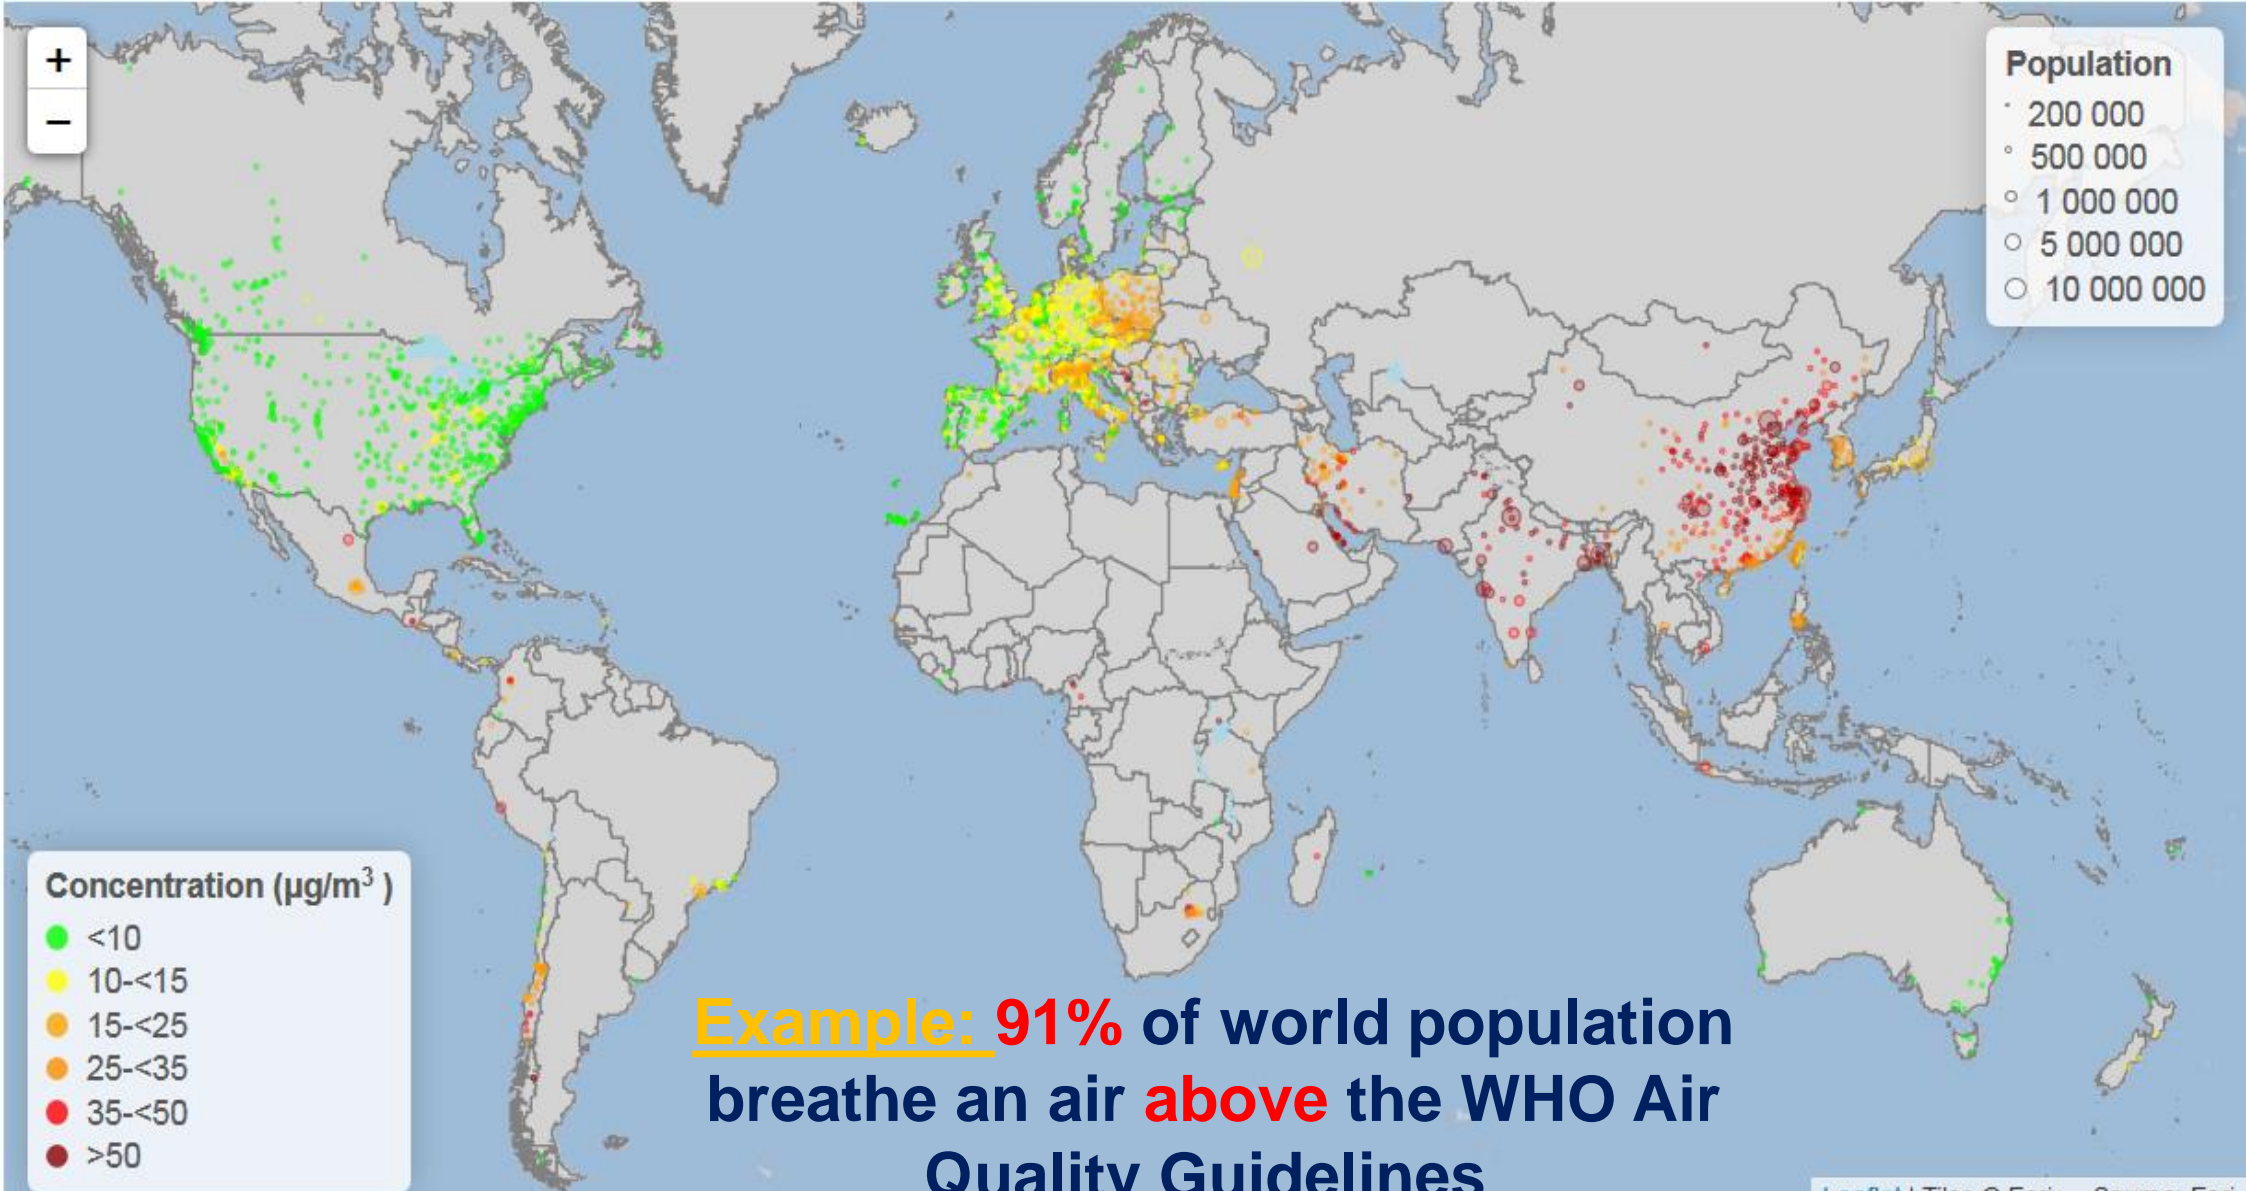 +
−
Population
200 000
500 000
1 000 000
5 000 000
10 000 000
Concentration (µg/m³ )
<10
10-<15
15-<25
25-<35
35-<50
>50
Example: 91% of world population
breathe an air above the WHO Air
Quality Guidelines